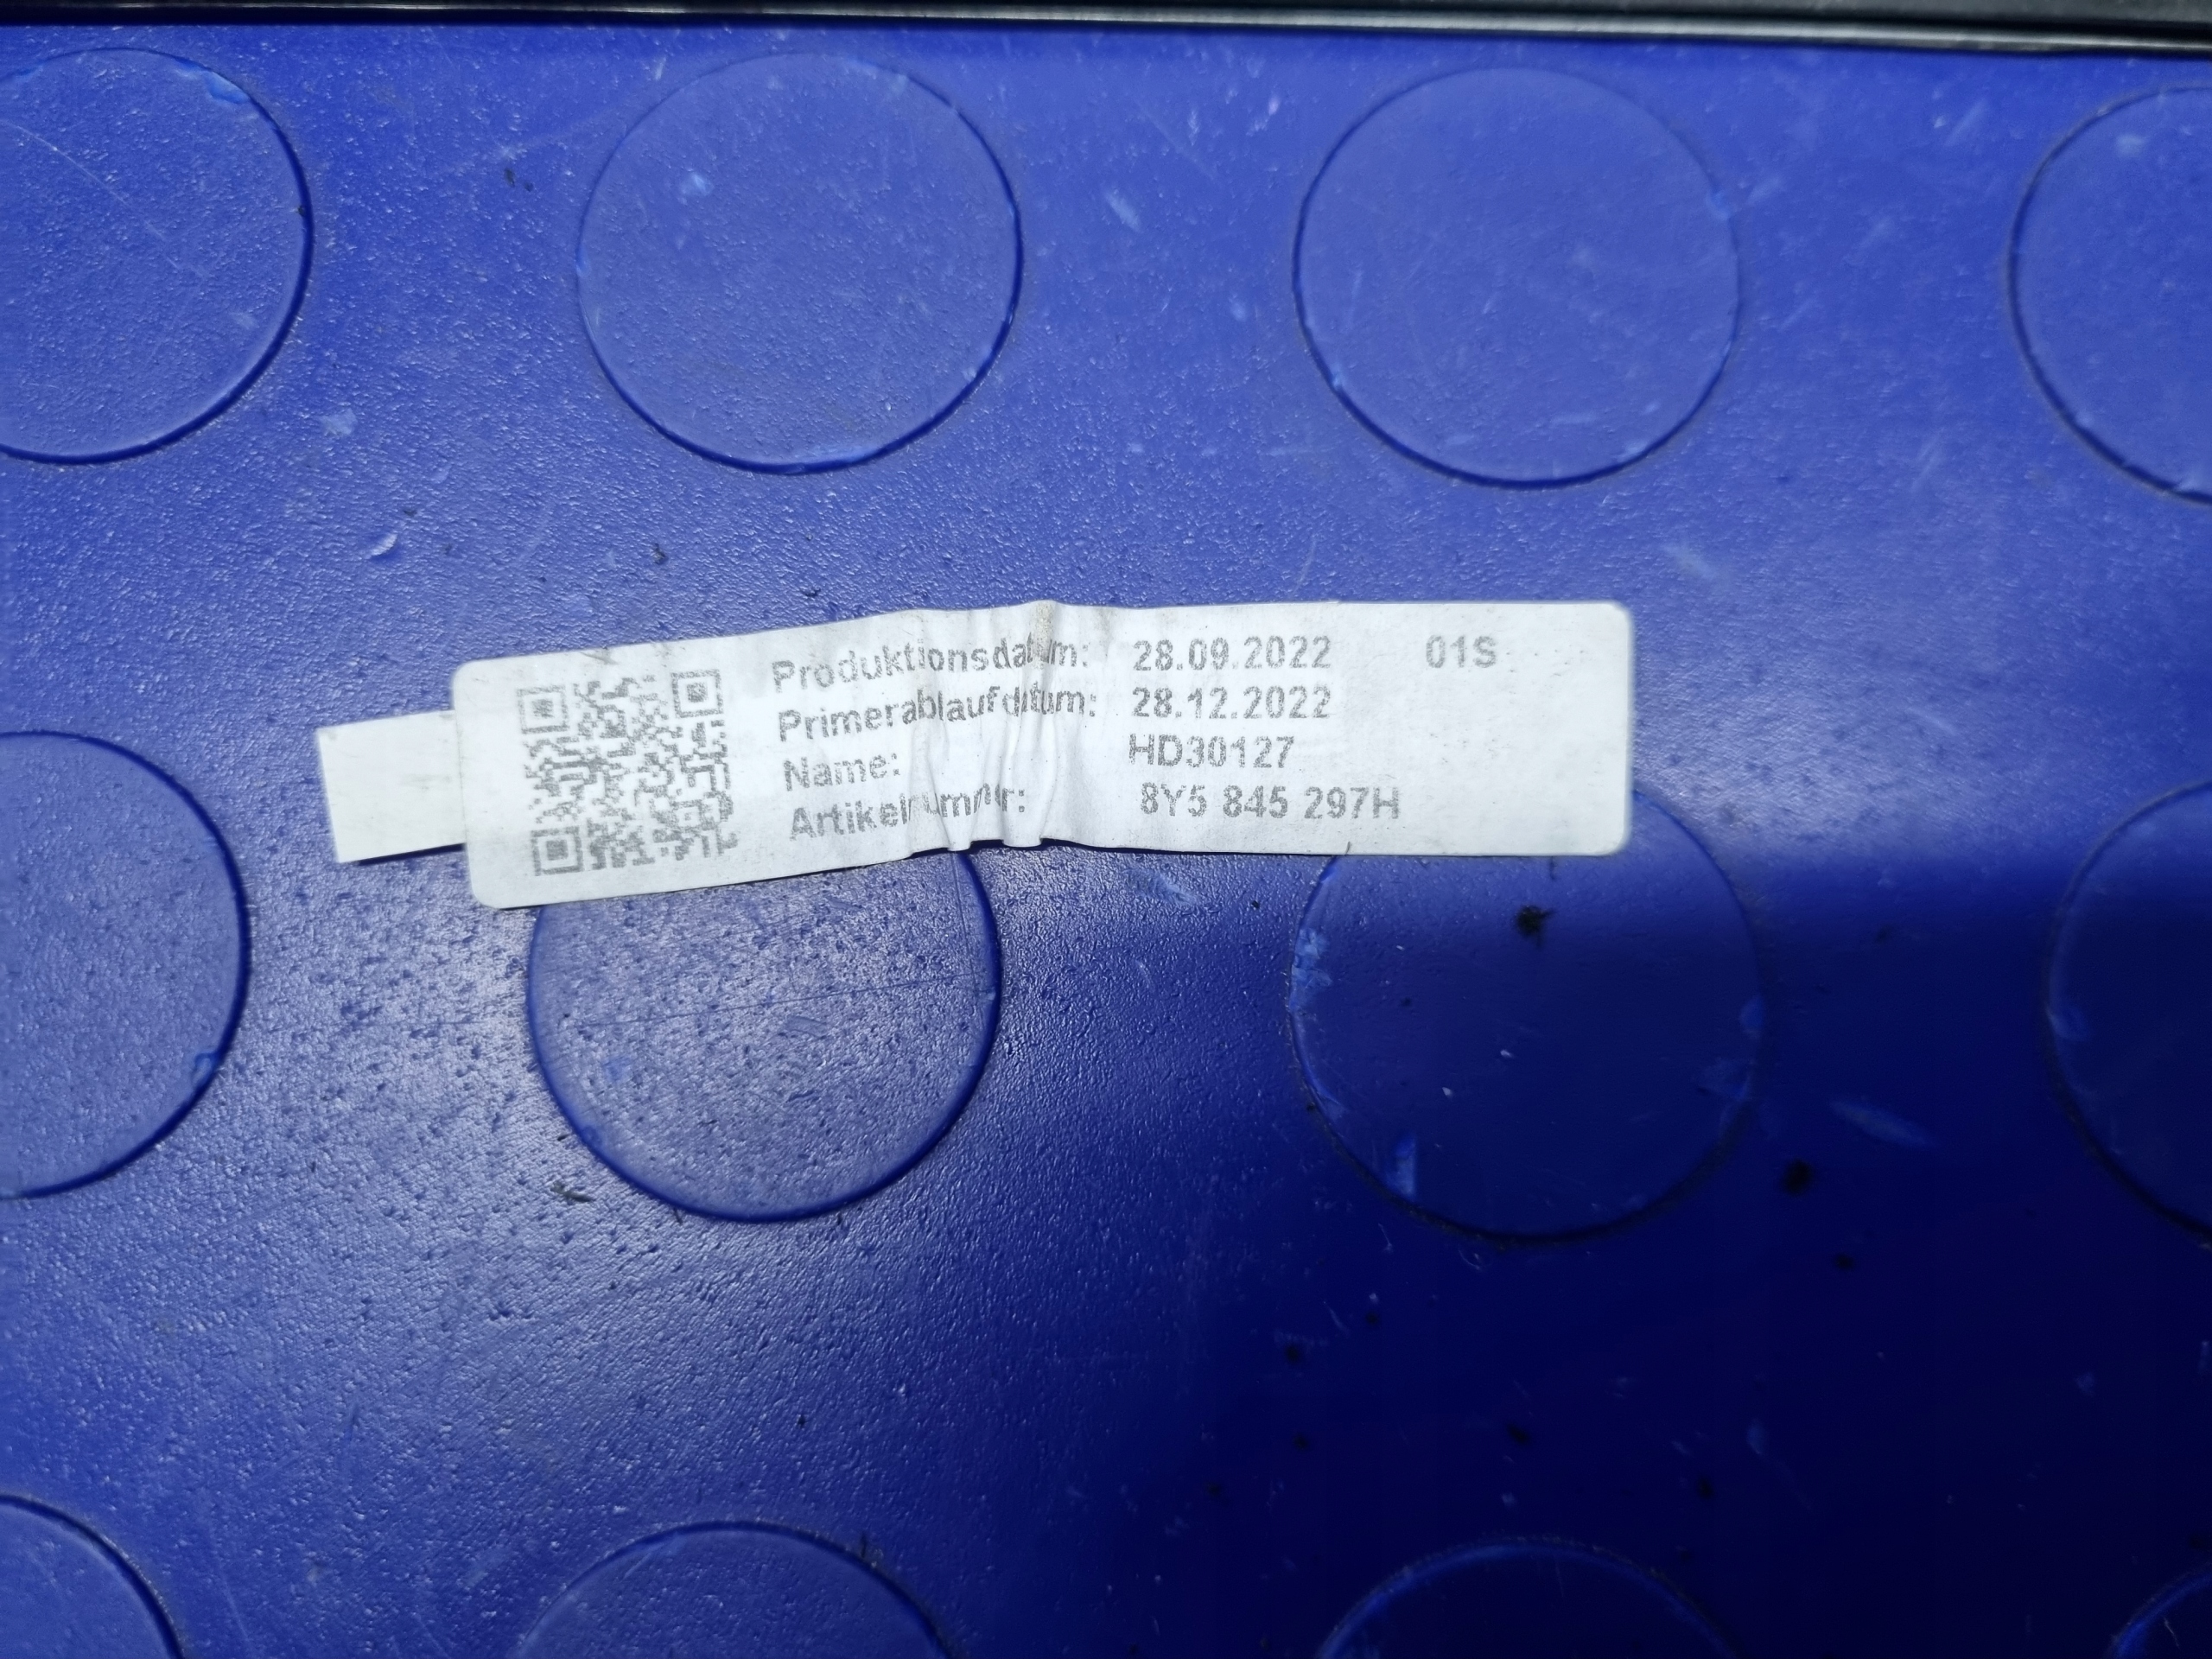 Produktionsdatum: 28.09.2022 01S
Primerablaufdatum: 28.12.2022
Name: HD30127
Artikelnummer: 8Y5 845 297H